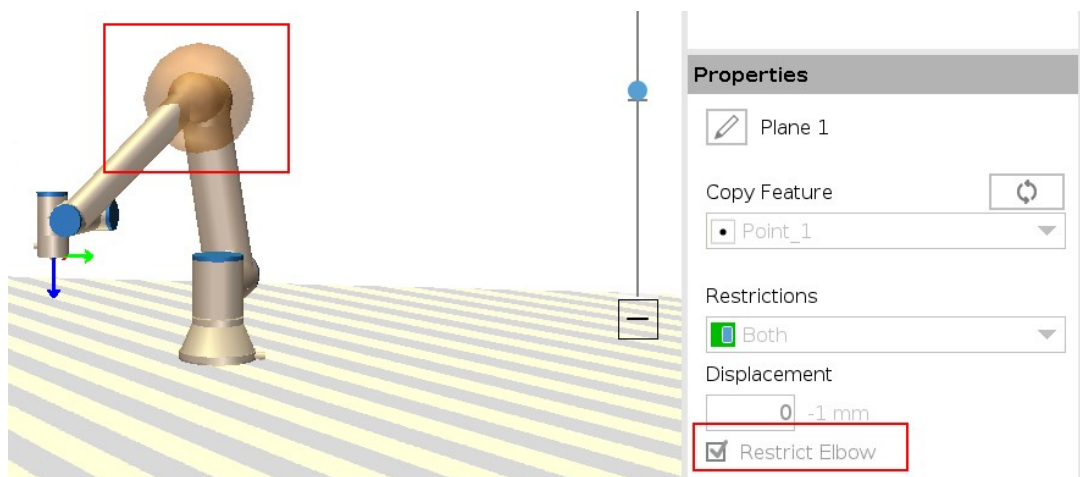 Properties
Plane 1
Copy Feature
Point_1
Restrictions
Both
Displacement
0 -1 mm
Restrict Elbow